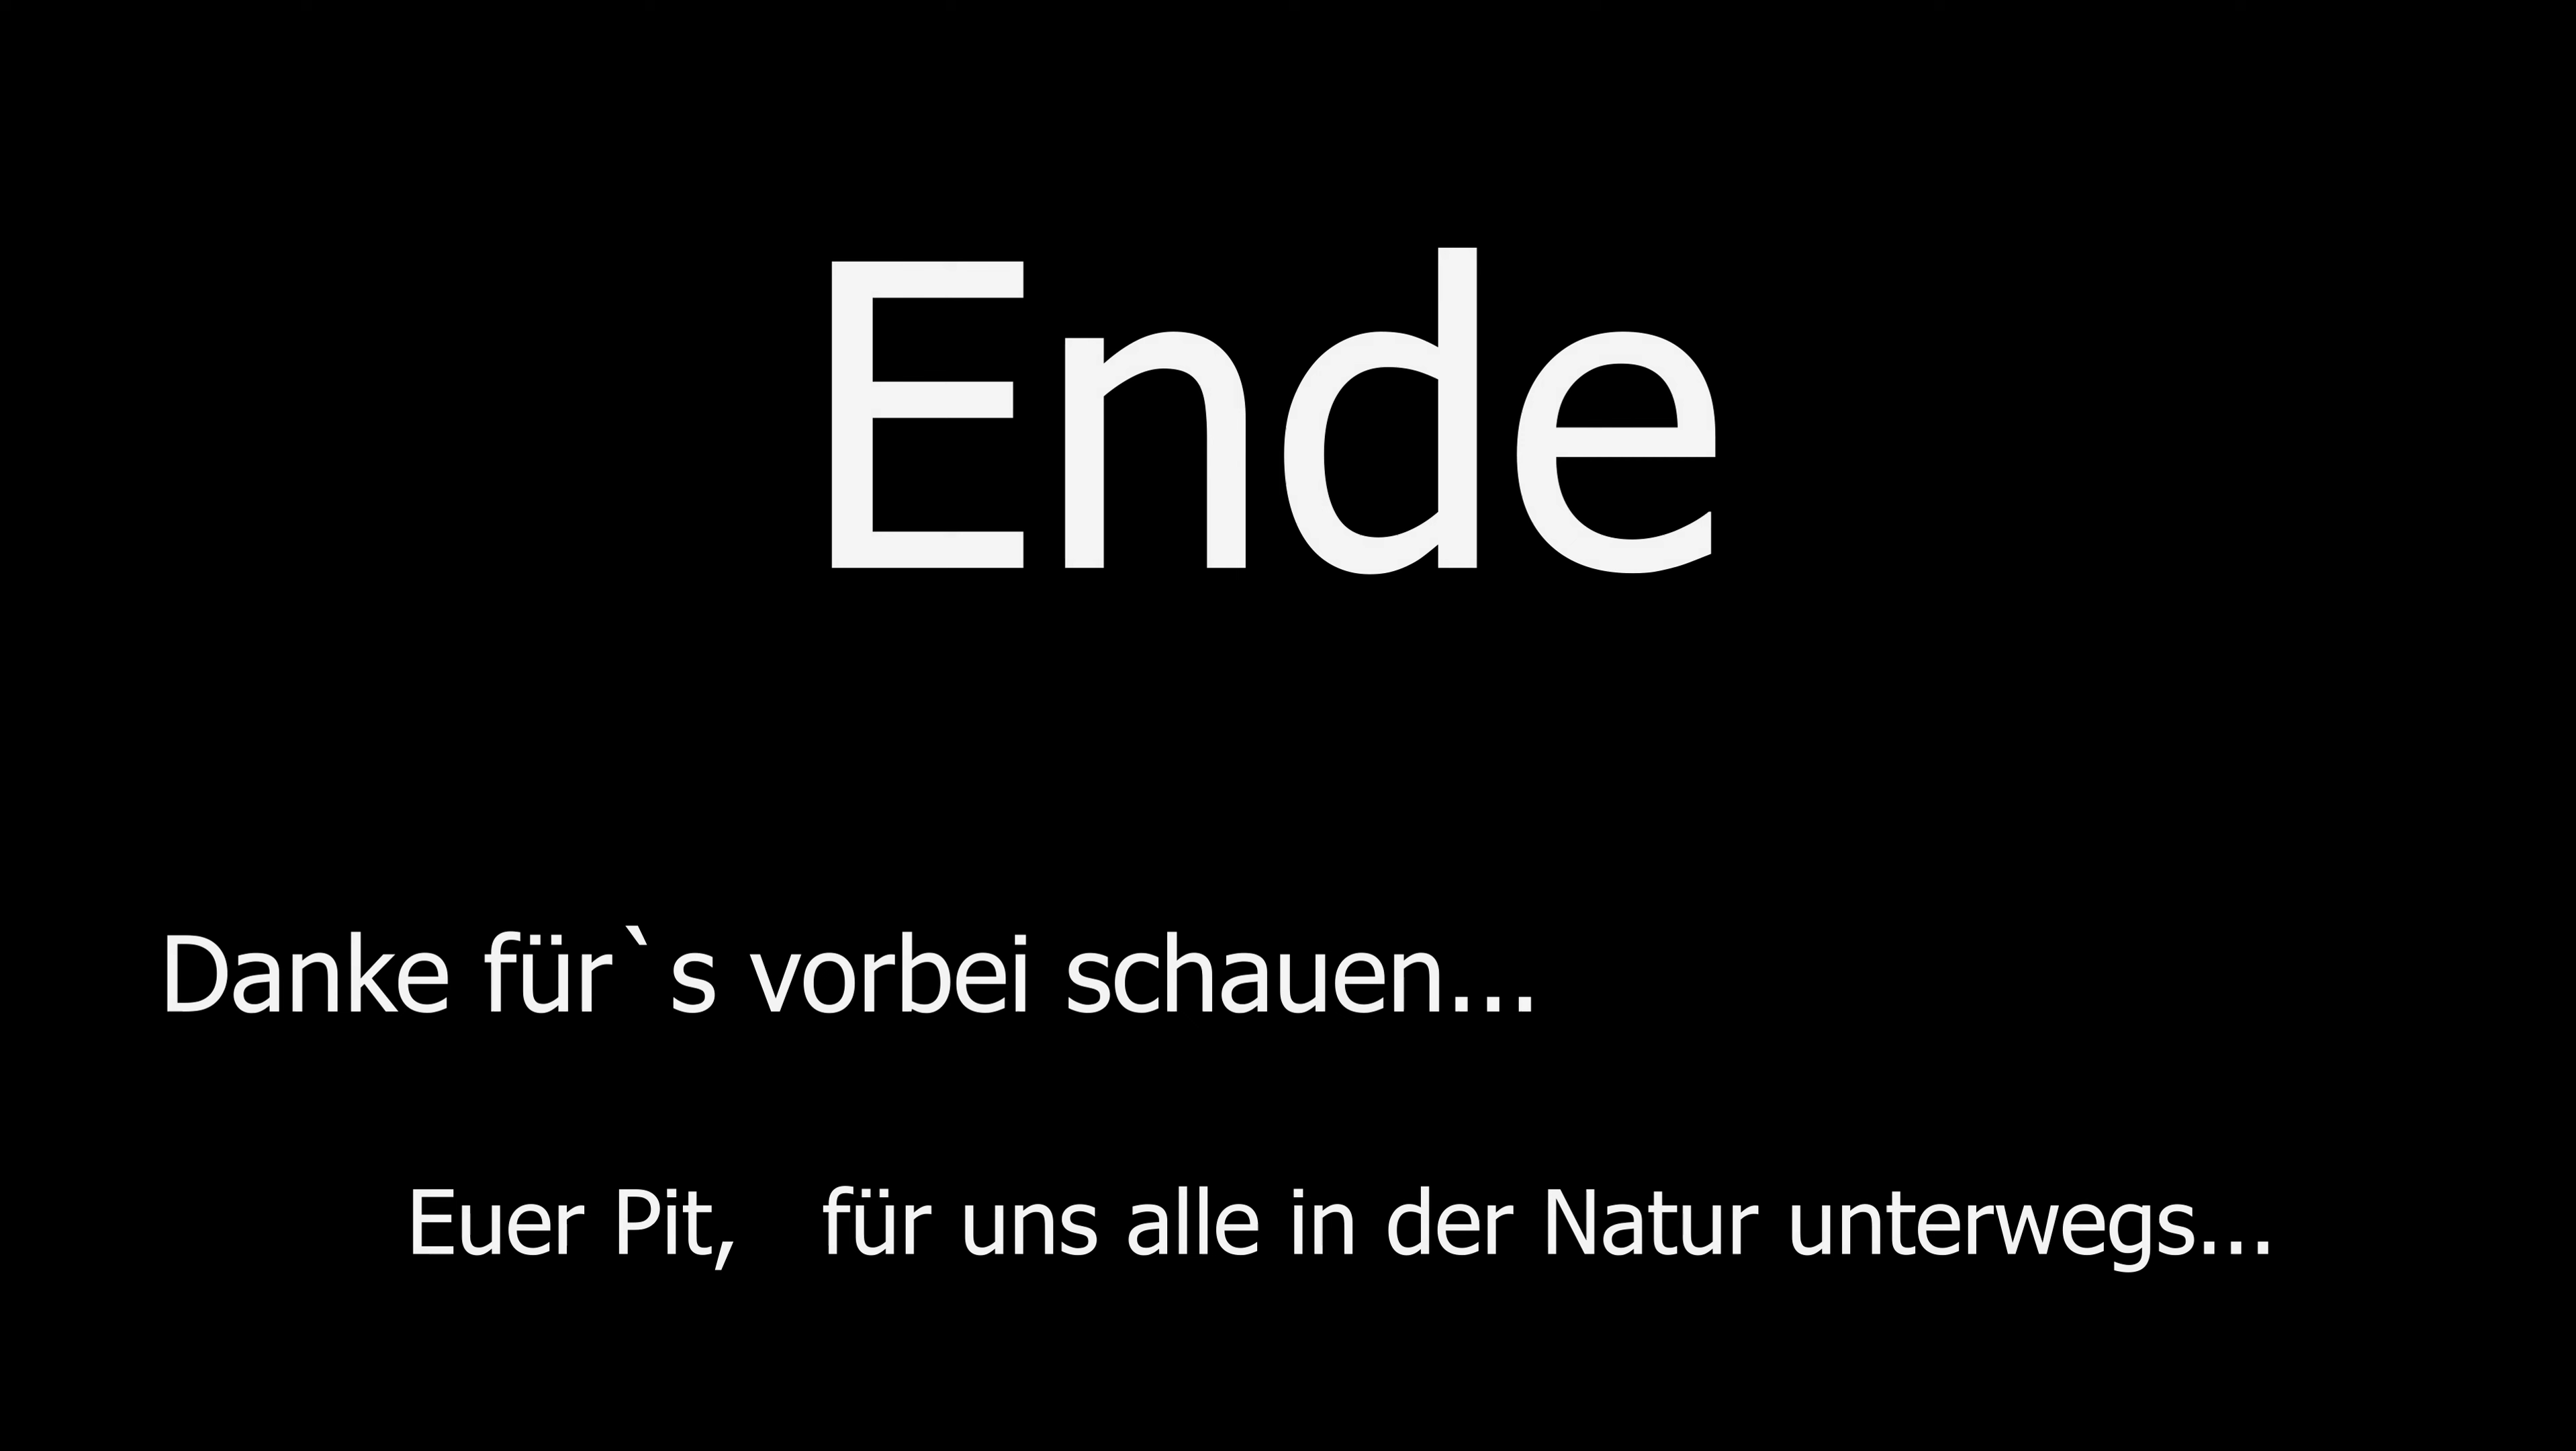 Ende
Danke für`s vorbei schauen...
Euer Pit, für uns alle in der Natur unterwegs...